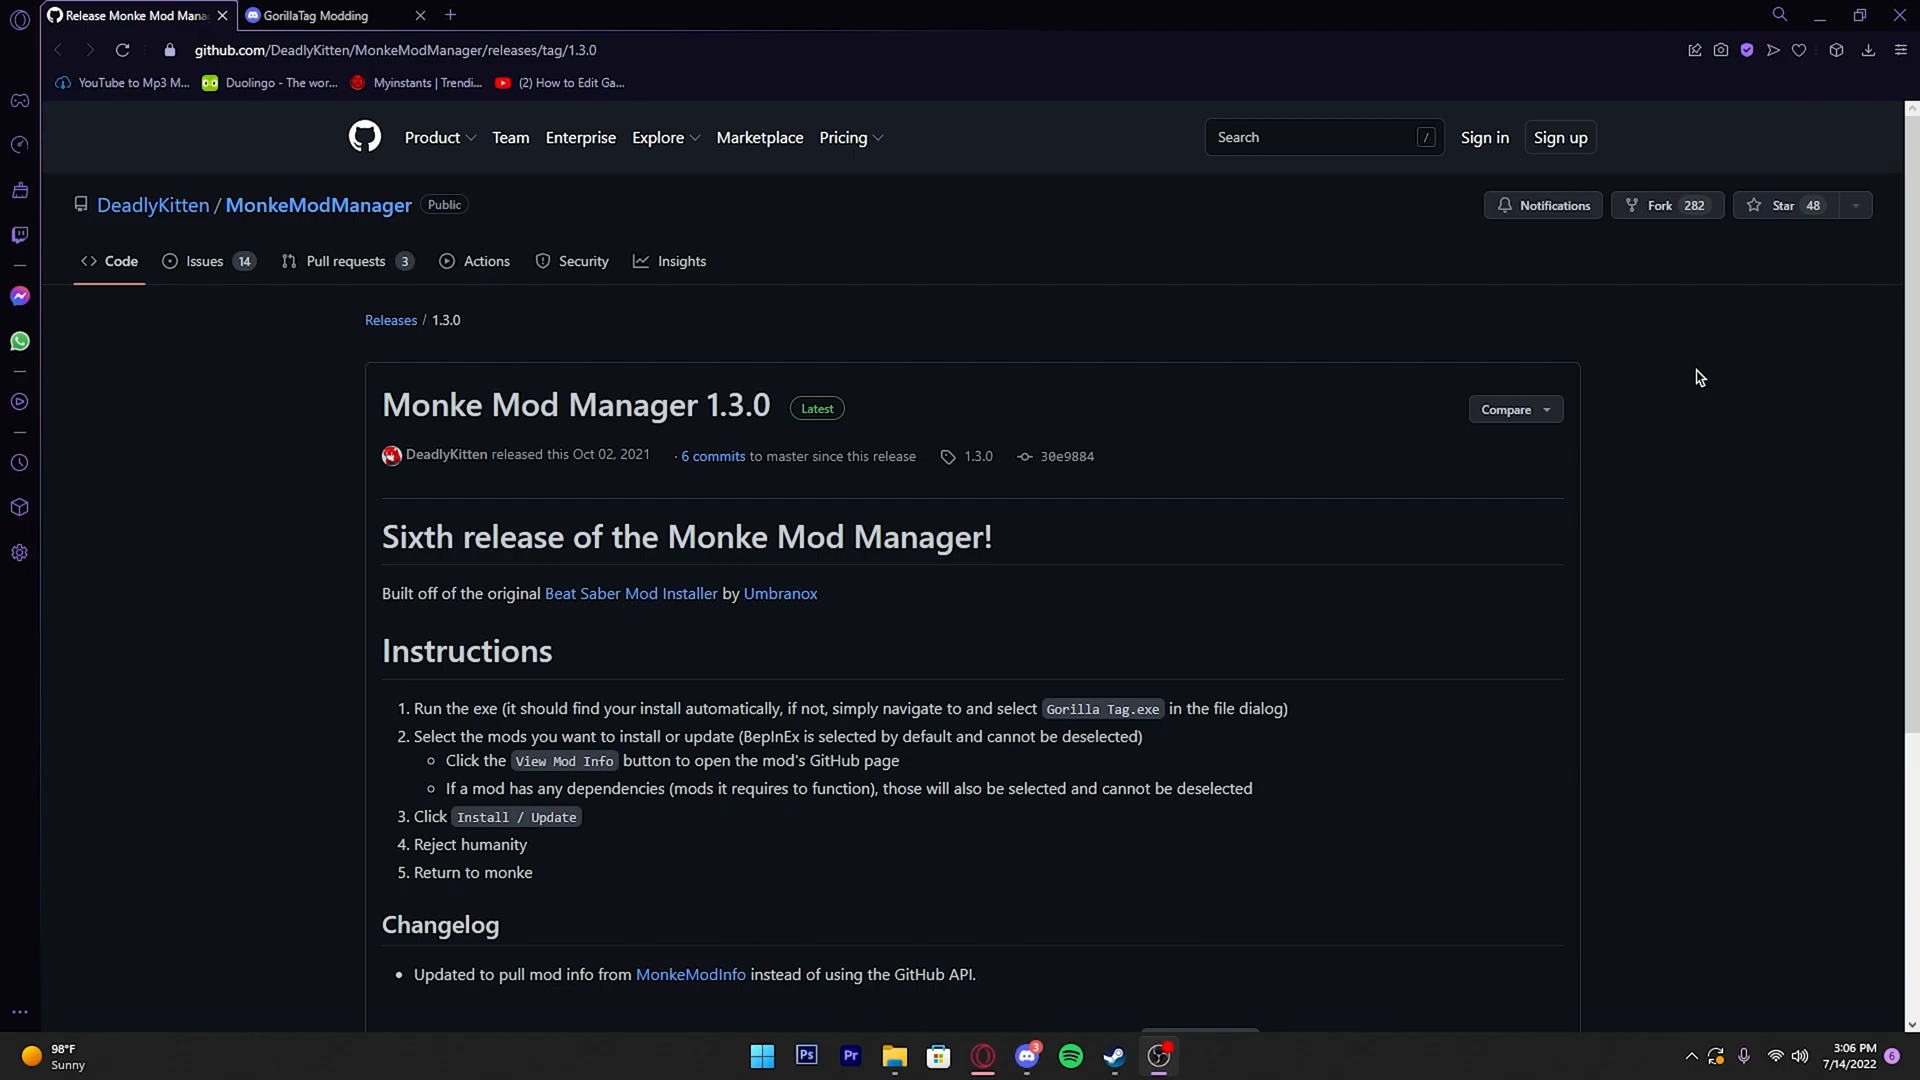 Release Monke Mod Mana
GorillaTag Modding
github.com/DeadlyKitten/MonkeModManager/releases/tag/1.3.0
YouTube to Mp3 M...
Duolingo - The wor...
Myinstants | Trendi...
(2) How to Edit Ga...
Product
Team
Enterprise
Explore
Marketplace
Pricing
Search
/
Sign in
Sign up
DeadlyKitten / MonkeModManager
Public
Notifications
Fork 282
Star 48
<> Code
Issues 14
Pull requests 3
Actions
Security
Insights
Releases / 1.3.0
Monke Mod Manager 1.3.0
Latest
Compare
DeadlyKitten released this Oct 02, 2021
· 6 commits to master since this release
1.3.0
30e9884
Sixth release of the Monke Mod Manager!
Built off of the original Beat Saber Mod Installer by Umbranox
Instructions
1. Run the exe (it should find your install automatically, if not, simply navigate to and select Gorilla Tag.exe in the file dialog)
2. Select the mods you want to install or update (BepInEx is selected by default and cannot be deselected)
Click the View Mod Info button to open the mod's GitHub page
If a mod has any dependencies (mods it requires to function), those will also be selected and cannot be deselected
3. Click Install / Update
4. Reject humanity
5. Return to monke
Changelog
• Updated to pull mod info from MonkeModInfo instead of using the GitHub API.
98°F
Sunny
Ps
Pr
3
3:06 PM
7/14/2022
6